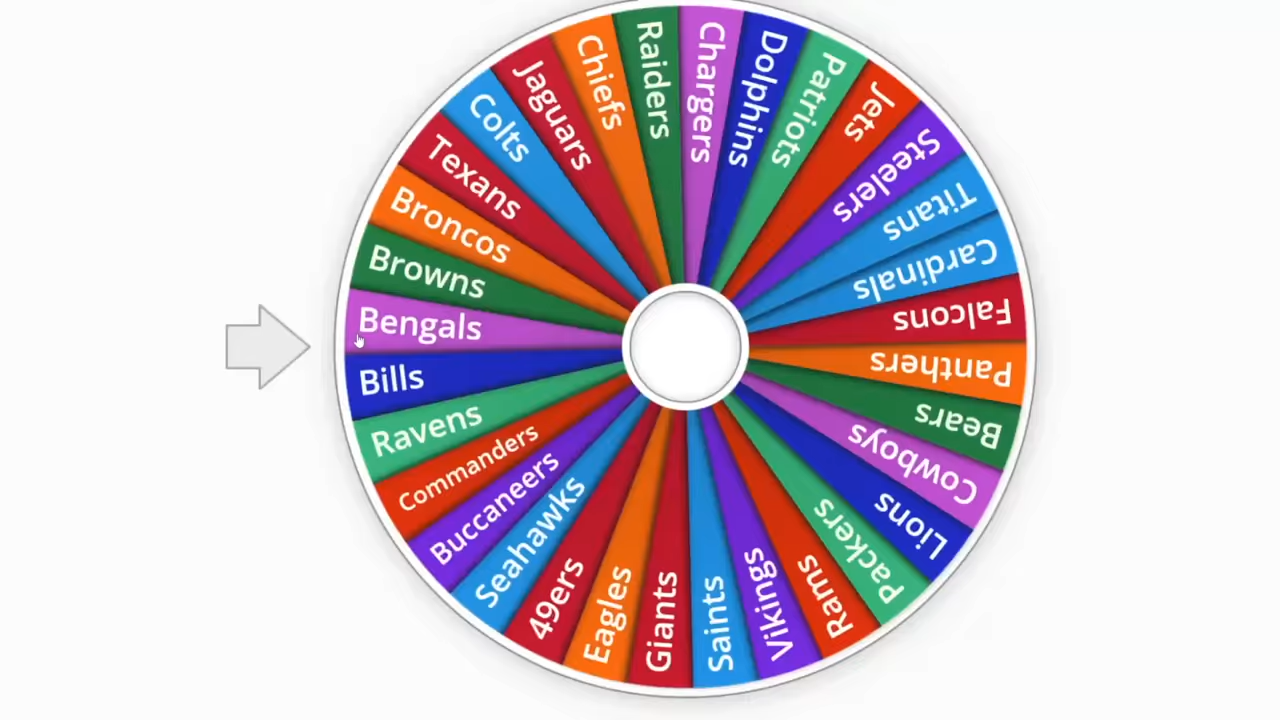 Raiders
Chargers
Dolphins
Patriots
Jets
Steelers
Titans
Cardinals
Falcons
Panthers
Bears
Cowboys
Lions
Packers
Rams
Vikings
Saints
Giants
Eagles
49ers
Seahawks
Buccaneers
Commanders
Ravens
Bills
Bengals
Browns
Broncos
Texans
Colts
Jaguars
Chiefs